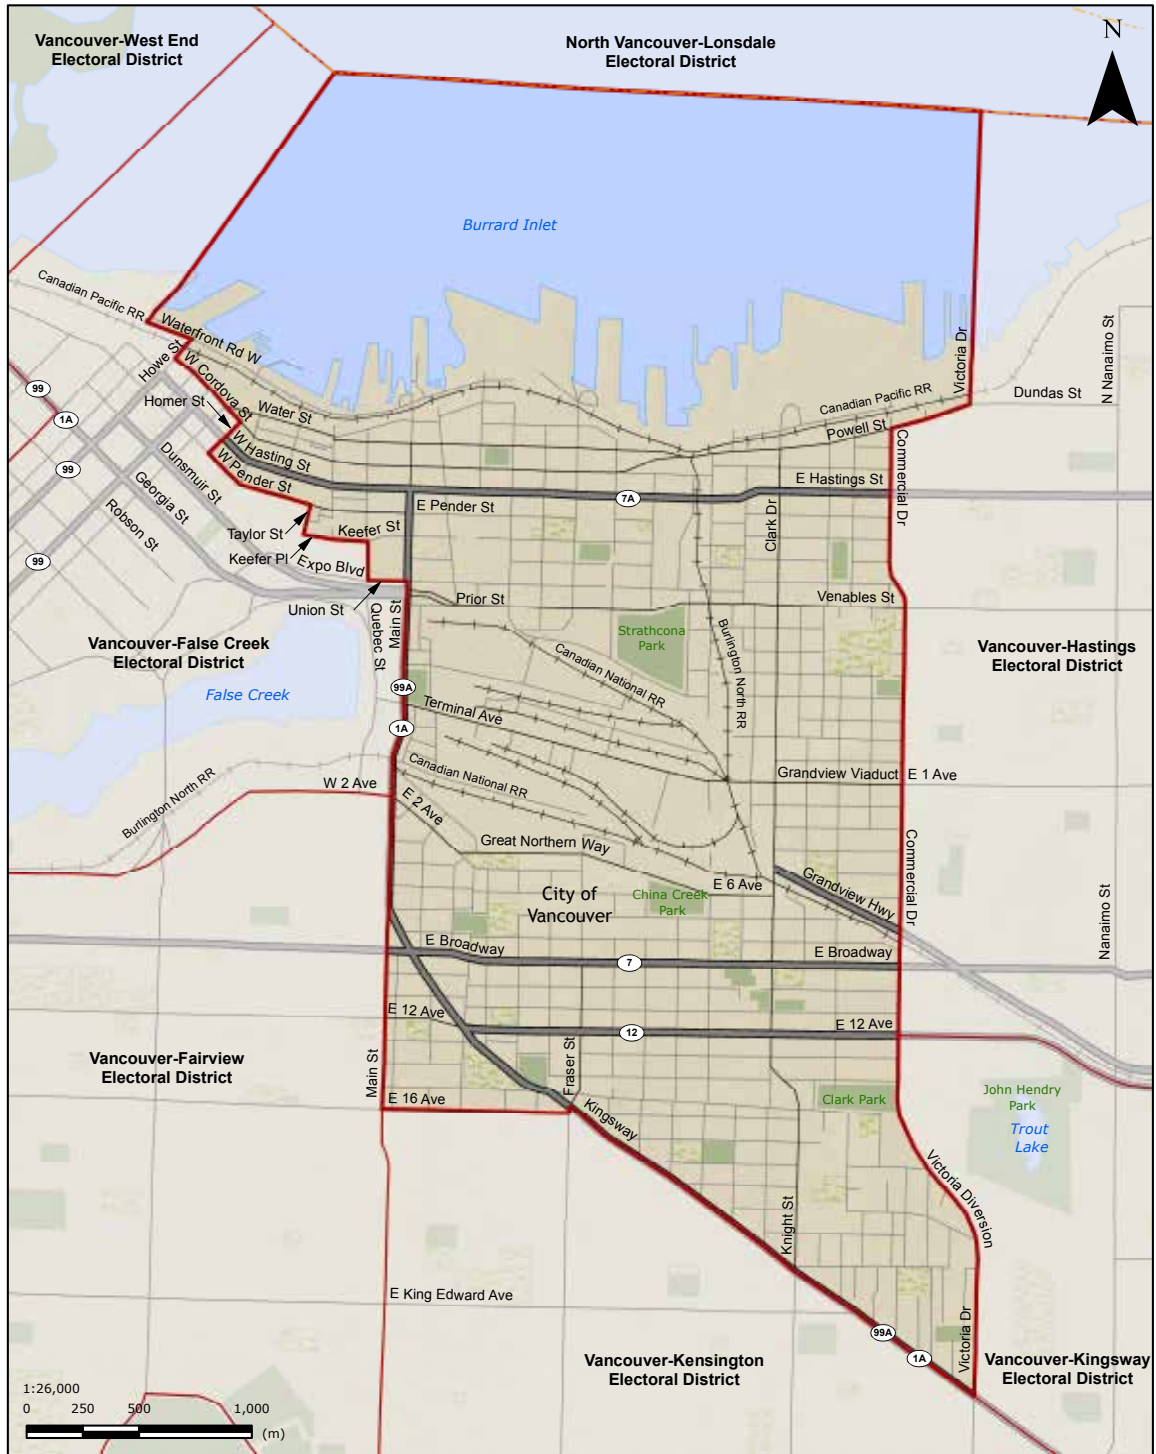 Vancouver-West End
Electoral District
North Vancouver-Lonsdale
Electoral District
N
Burrard Inlet
Canadian Pacific RR
Waterfront Rd W
Howe St
W Cordova St
Homer St
Water St
Victoria Dr
N Nanaimo St
Dundas St
Canadian Pacific RR
Powell St
99
1A
99
99
W Hasting St
W Pender St
Dunsmuir St
Georgia St
Robson St
Commercial Dr
E Hastings St
7A
E Pender St
Clark Dr
Taylor St
Keefer St
Keefer Pl
Expo Blvd
Union St
Prior St
Venables St
Quebec St
Main St
Strathcona
Park
Burlington North RR
Canadian National RR
Vancouver-False Creek
Electoral District
Vancouver-Hastings
Electoral District
False Creek
99A
Terminal Ave
1A
Canadian National RR
Grandview Viaduct
E 1 Ave
W 2 Ave
Burlington North RR
E 2 Ave
Great Northern Way
Commercial Dr
E 6 Ave
Grandview Hwy
City of
Vancouver
China Creek
Park
Nanaimo St
E Broadway
7
E Broadway
E 12 Ave
12
E 12 Ave
Vancouver-Fairview
Electoral District
Main St
Fraser St
E 16 Ave
Kingsway
Clark Park
John Hendry
Park
Trout
Lake
Victoria Diversion
Knight St
E King Edward Ave
99A
1A
Victoria Dr
Vancouver-Kensington
Electoral District
Vancouver-Kingsway
Electoral District
1:26,000
0 250 500 1,000
(m)